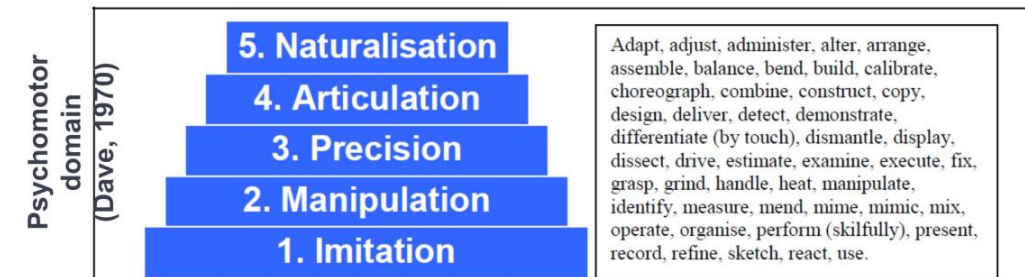 Psychomotor
domain
(Dave, 1970)
5. Naturalisation
4. Articulation
3. Precision
2. Manipulation
1. Imitation
Adapt, adjust, administer, alter, arrange,
assemble, balance, bend, build, calibrate,
choreograph, combine, construct, copy,
design, deliver, detect, demonstrate,
differentiate (by touch), dismantle, display,
dissect, drive, estimate, examine, execute, fix,
grasp, grind, handle, heat, manipulate,
identify, measure, mend, mime, mimic, mix,
operate, organise, perform (skilfully), present,
record, refine, sketch, react, use.